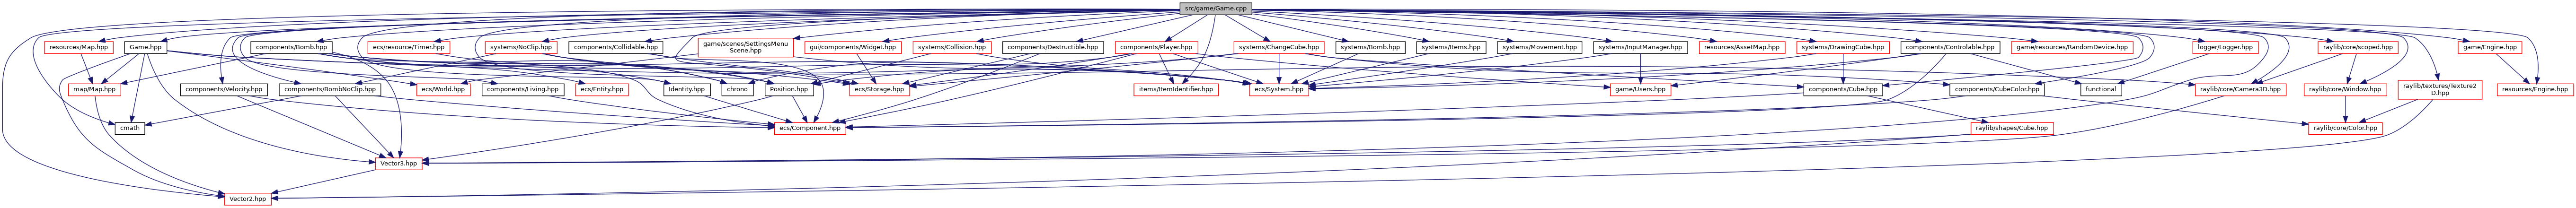 src/game/Game.cpp
resources/Map.hpp
Game.hpp
components/Bomb.hpp
ecs/resource/Timer.hpp
systems/NoClip.hpp
components/Collidable.hpp
game/scenes/SettingsMenu
Scene.hpp
gui/components/Widget.hpp
systems/Collision.hpp
components/Destructible.hpp
components/Player.hpp
systems/ChangeCube.hpp
systems/Bomb.hpp
systems/Items.hpp
systems/Movement.hpp
systems/InputManager.hpp
resources/AssetMap.hpp
systems/DrawingCube.hpp
components/Controlable.hpp
game/resources/RandomDevice.hpp
logger/Logger.hpp
raylib/core/scoped.hpp
game/Engine.hpp
map/Map.hpp
components/Velocity.hpp
components/BombNoClip.hpp
ecs/World.hpp
components/Living.hpp
ecs/Entity.hpp
Identity.hpp
chrono
Position.hpp
ecs/Storage.hpp
items/ItemIdentifier.hpp
ecs/System.hpp
game/Users.hpp
components/Cube.hpp
components/CubeColor.hpp
functional
raylib/core/Camera3D.hpp
raylib/core/Window.hpp
raylib/textures/Texture2
D.hpp
resources/Engine.hpp
cmath
ecs/Component.hpp
raylib/shapes/Cube.hpp
raylib/core/Color.hpp
Vector3.hpp
Vector2.hpp